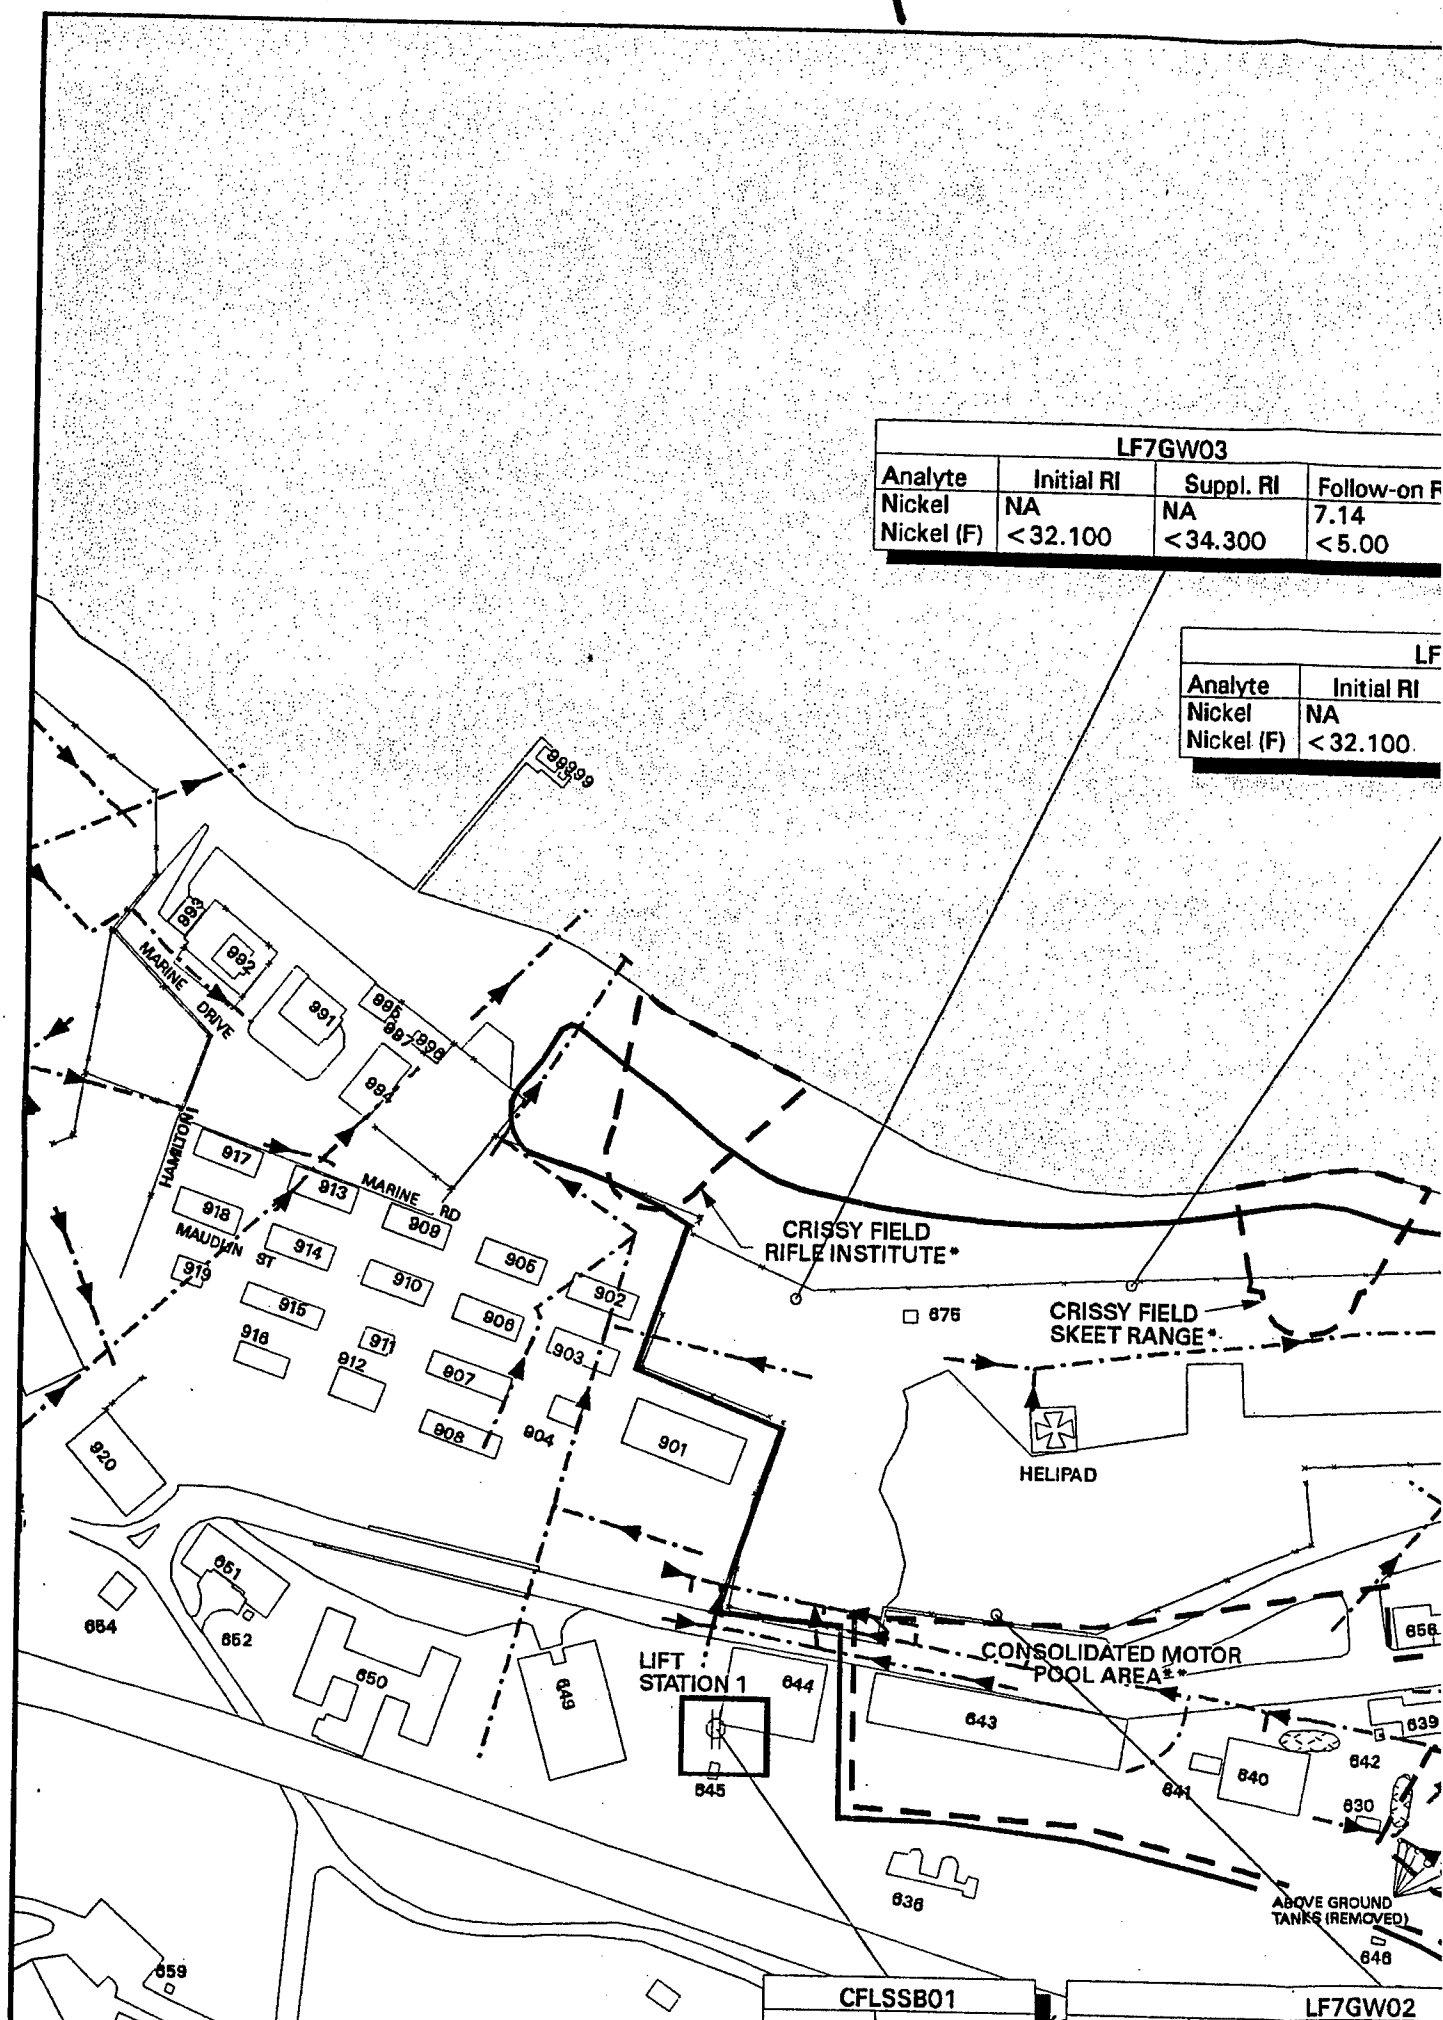 LF7GW03
Analyte Initial RI Suppl. RI Follow-on R
Nickel NA NA 7.14
Nickel (F) <32.100 <34.300 <5.00
LF
Analyte Initial RI
Nickel NA
Nickel (F) <32.100
98999
993
992
MARINE
DRIVE
991
995
997
996
994
HAMILTON
917
913
MARINE
RD
918
909
MAUDLIN
ST
914
905
919
910
902
915
906
916
911
903
912
907
908
904
901
920
CRISSY FIELD
RIFLE INSTITUTE*
675
CRISSY FIELD
SKEET RANGE*
HELIPAD
651
654
652
650
649
LIFT
STATION 1
644
645
CONSOLIDATED MOTOR
POOL AREA**
643
656
639
642
641
640
630
636
ABOVE GROUND
TANKS (REMOVED)
646
659
CFLSSB01
LF7GW02